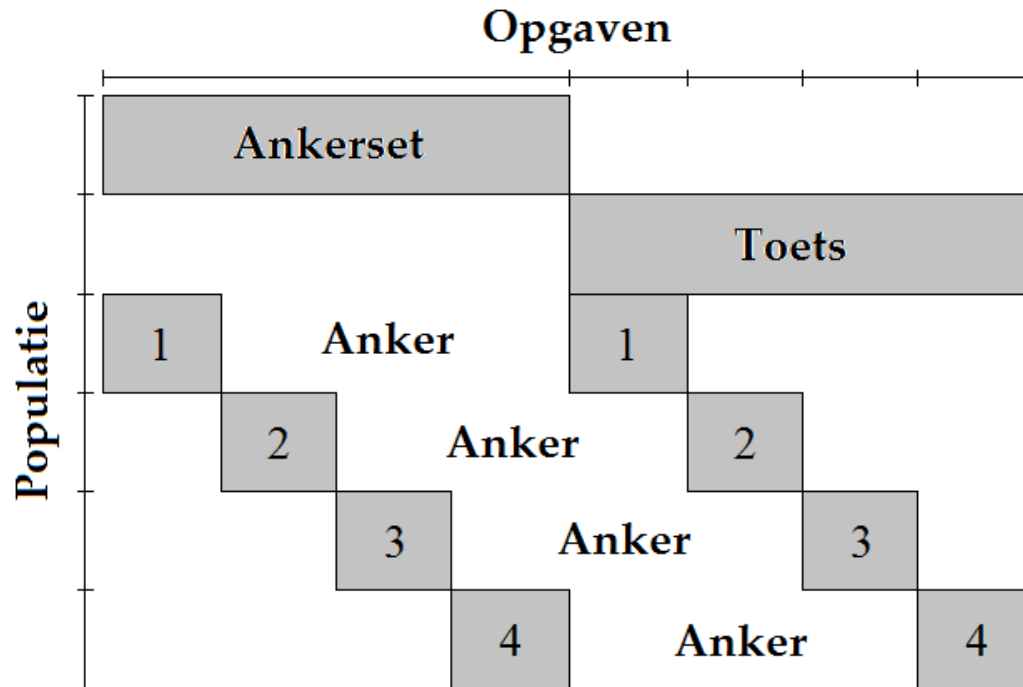 Opgaven
Ankerset
Toets
Populatie
1 Anker 1
2 Anker 2
3 Anker 3
4 Anker 4